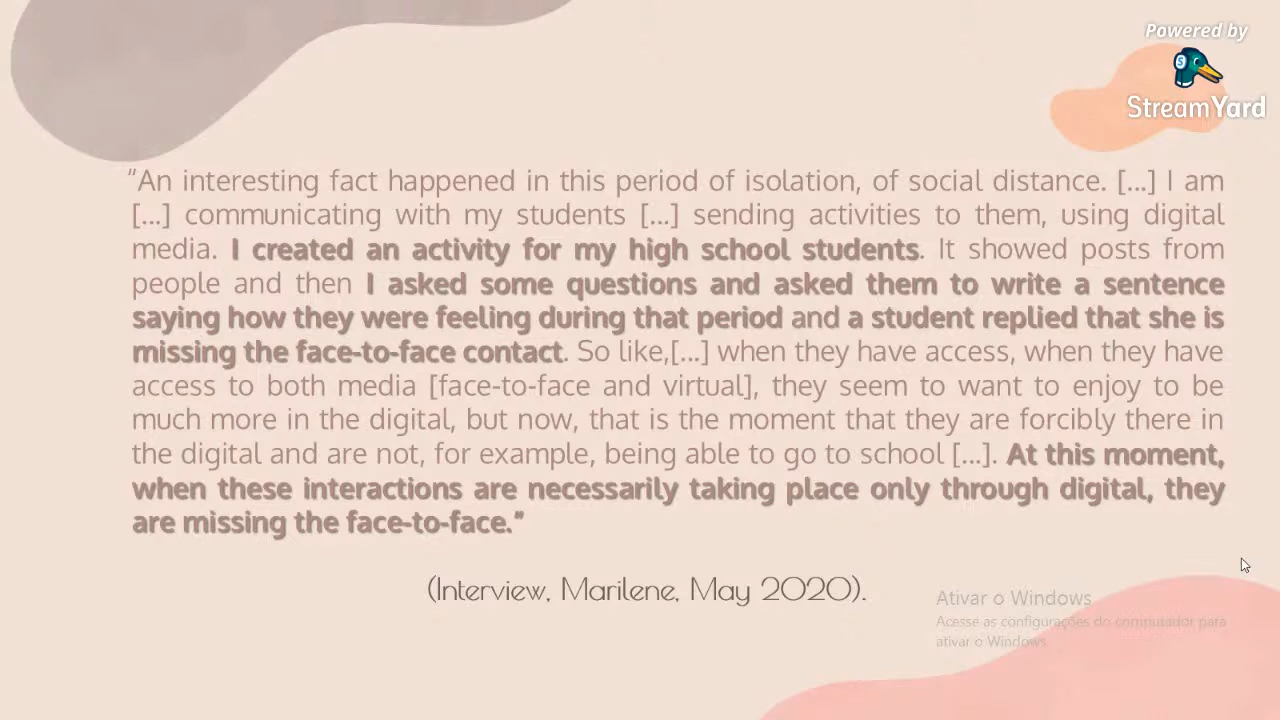 Powered by
StreamYard
“An interesting fact happened in this period of isolation, of social distance. [...] I am
[...] communicating with my students [...] sending activities to them, using digital
media. I created an activity for my high school students. It showed posts from
people and then I asked some questions and asked them to write a sentence
saying how they were feeling during that period and a student replied that she is
missing the face-to-face contact. So like,[...] when they have access, when they have
access to both media [face-to-face and virtual], they seem to want to enjoy to be
much more in the digital, but now, that is the moment that they are forcibly there in
the digital and are not, for example, being able to go to school [...]. At this moment,
when these interactions are necessarily taking place only through digital, they
are missing the face-to-face.”
(Interview, Marilene, May 2020).
Ativar o Windows
Acesse as configurações do computador para
ativar o Windows.